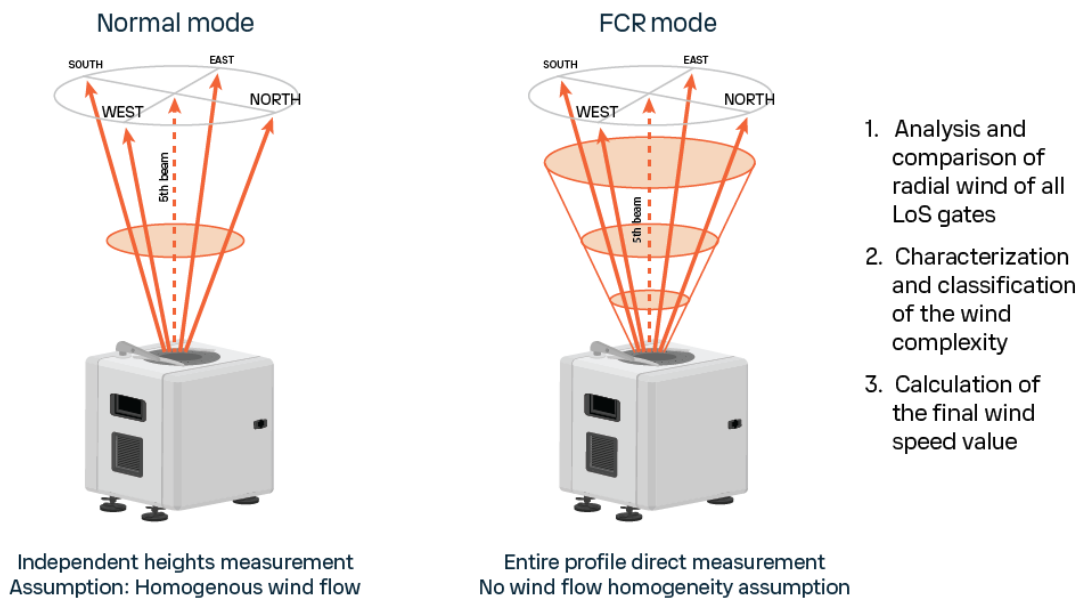 Normal mode
SOUTH
EAST
WEST
NORTH
5th beam
Independent heights measurement
Assumption: Homogenous wind flow
FCR mode
SOUTH
EAST
WEST
NORTH
5th beam
Entire profile direct measurement
No wind flow homogeneity assumption
1. Analysis and
comparison of
radial wind of all
LoS gates
2. Characterization
and classification
of the wind
complexity
3. Calculation of
the final wind
speed value